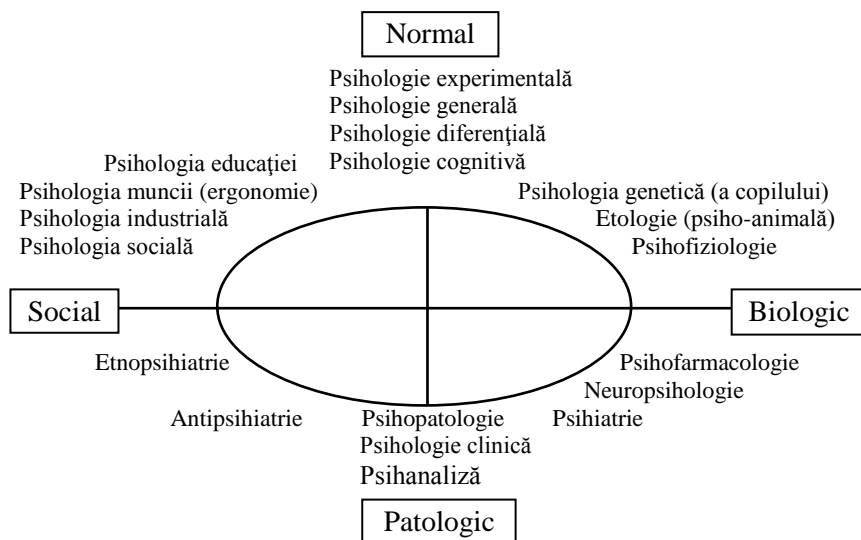 Normal
Psihologie experimentală
Psihologie generală
Psihologie diferenţială
Psihologie cognitivă
Psihologia educaţiei
Psihologia muncii (ergonomie)
Psihologia industrială
Psihologia socială
Psihologia genetică (a copilului)
Etologie (psiho-animală)
Psihofiziologie
Social
Biologic
Etnopsihiatrie
Antipsihiatrie
Psihopatologie
Psihologie clinică
Psihanaliză
Psihofarmacologie
Neuropsihologie
Psihiatrie
Patologic